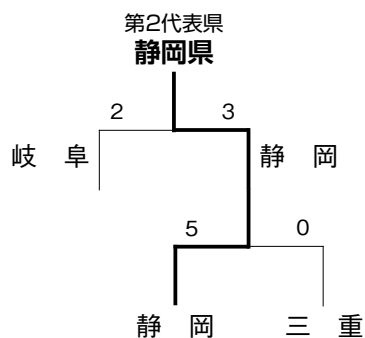 第2代表県
静岡県
2 3
岐 阜 静 岡
5 0
静 岡 三 重